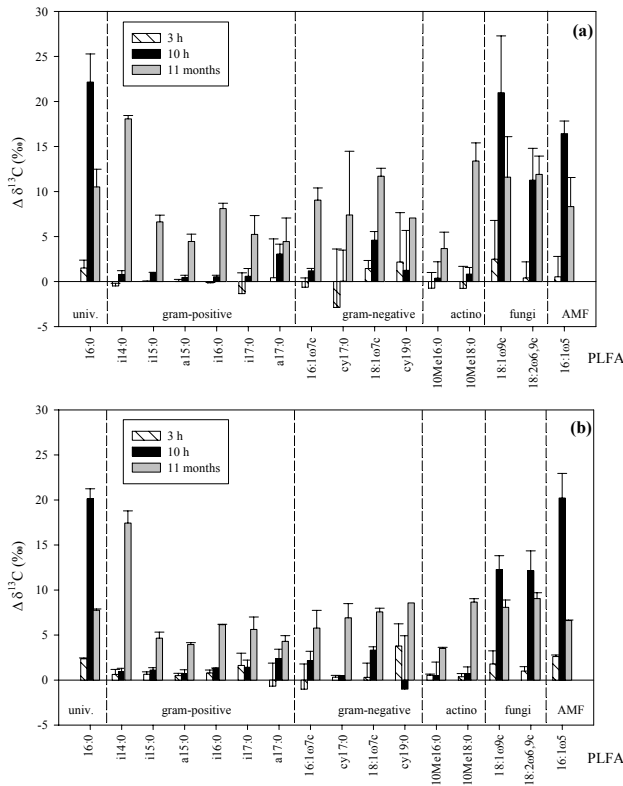 (a)
3 h
10 h
11 months
Δ δ¹³C (‰)
30
25
20
15
10
5
0
-5
univ. gram-positive gram-negative actino fungi AMF
16:0 i14:0 i15:0 a15:0 i16:0 i17:0 a17:0 16:1ω7c cy17:0 18:1ω7c cy19:0 10Me16:0 10Me18:0 18:1ω9c 18:2ω6,9c 16:1ω5 PLFA
(b)
3 h
10 h
11 months
Δ δ¹³C (‰)
30
25
20
15
10
5
0
-5
univ. gram-positive gram-negative actino fungi AMF
16:0 i14:0 i15:0 a15:0 i16:0 i17:0 a17:0 16:1ω7c cy17:0 18:1ω7c cy19:0 10Me16:0 10Me18:0 18:1ω9c 18:2ω6,9c 16:1ω5 PLFA